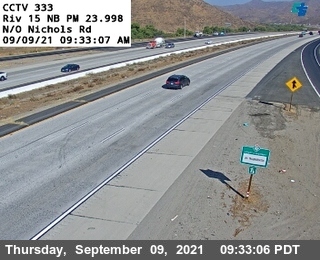 CCTV 333
Riv 15 NB PM 23.998
N/O Nichols Rd
09/09/21 09:33:07 AM
Thursday, September 09, 2021 09:33:06 PDT